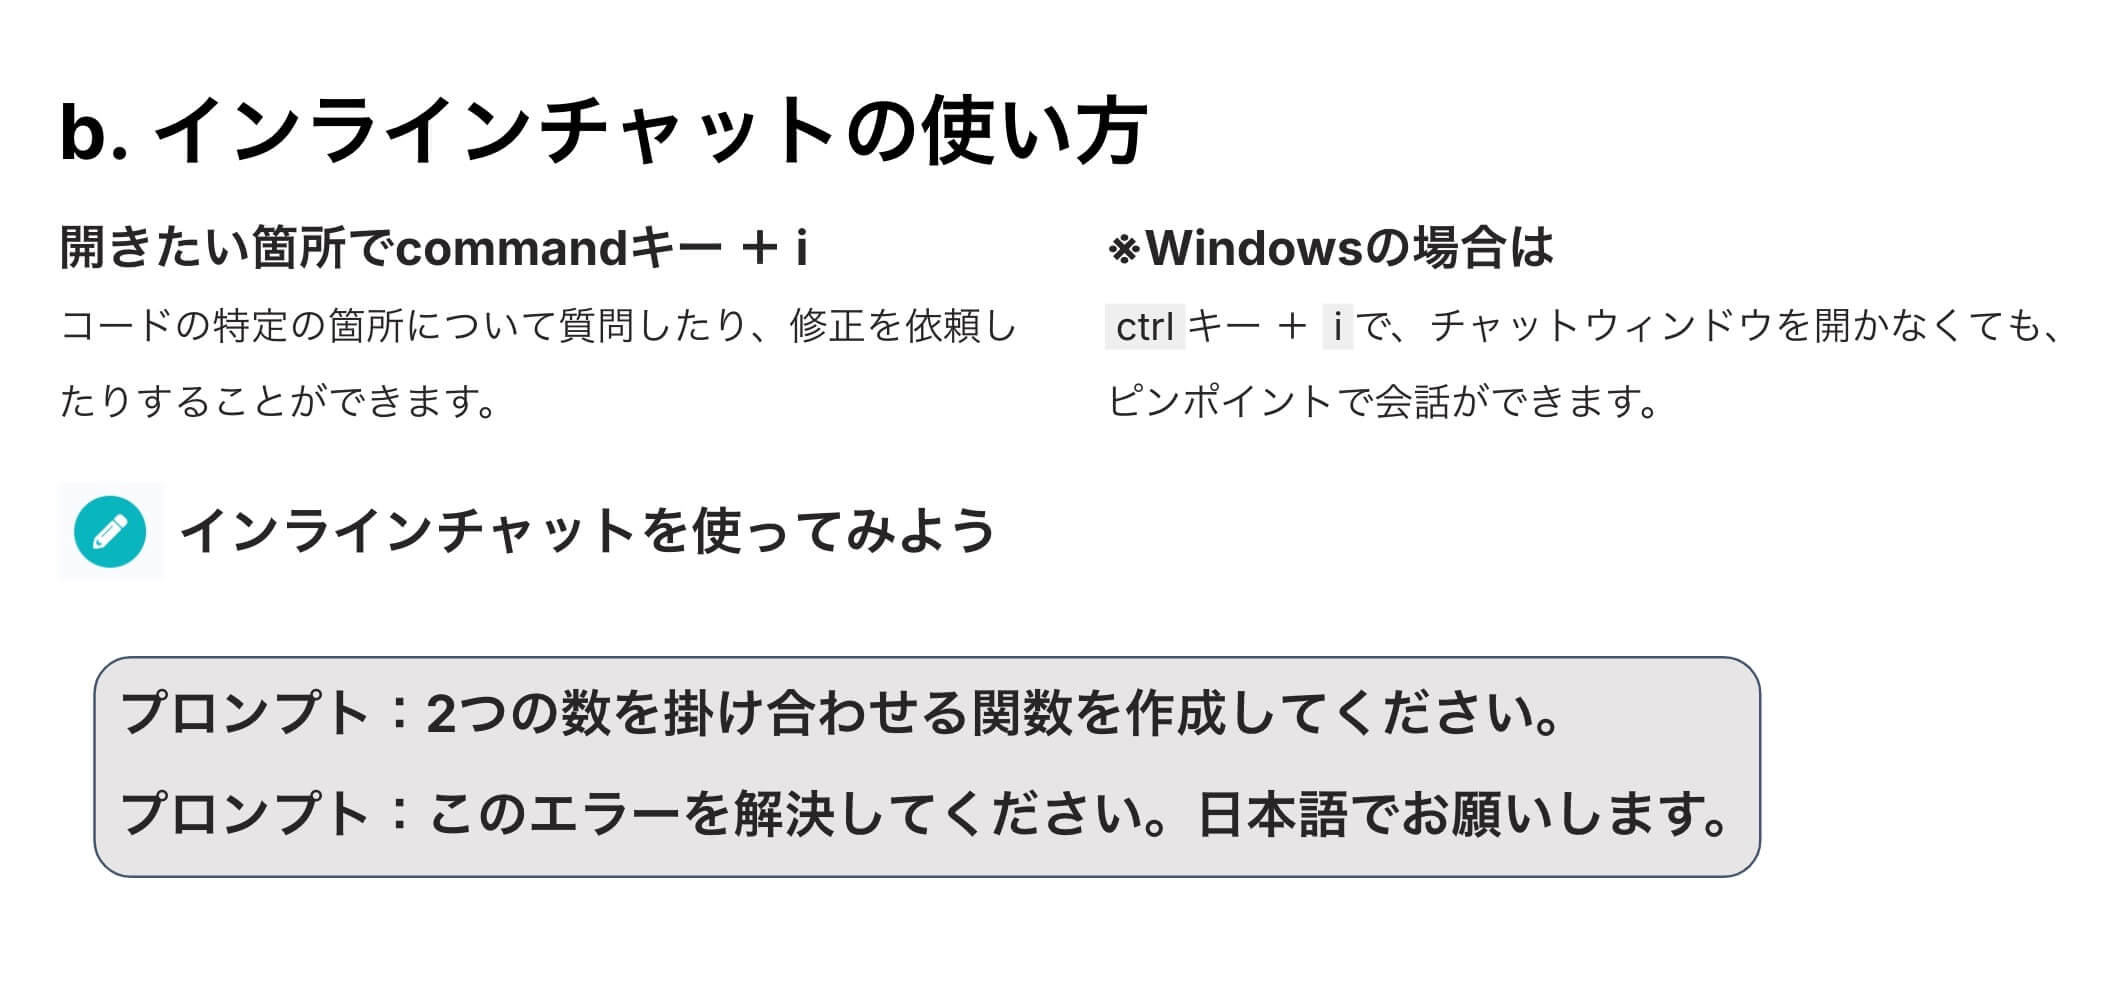 b. インラインチャットの使い方
開きたい箇所でcommandキー ＋ i
コードの特定の箇所について質問したり、修正を依頼し
たりすることができます。
※Windowsの場合は
ctrl キー ＋ i で、チャットウィンドウを開かなくても、
ピンポイントで会話ができます。
インラインチャットを使ってみよう
プロンプト：2つの数を掛け合わせる関数を作成してください。
プロンプト：このエラーを解決してください。日本語でお願いします。